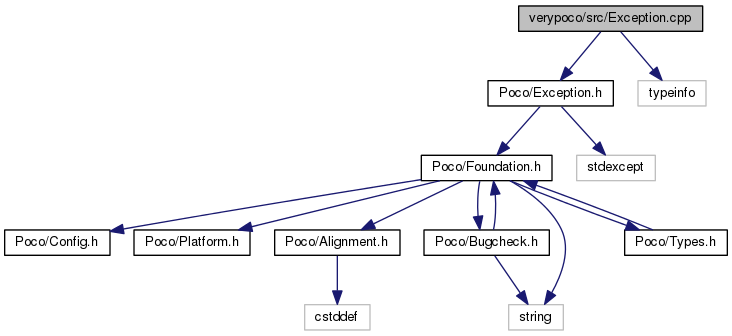 verypoco/src/Exception.cpp
Poco/Exception.h
typeinfo
Poco/Foundation.h
stdexcept
Poco/Config.h
Poco/Platform.h
Poco/Alignment.h
Poco/Bugcheck.h
Poco/Types.h
cstddef
string